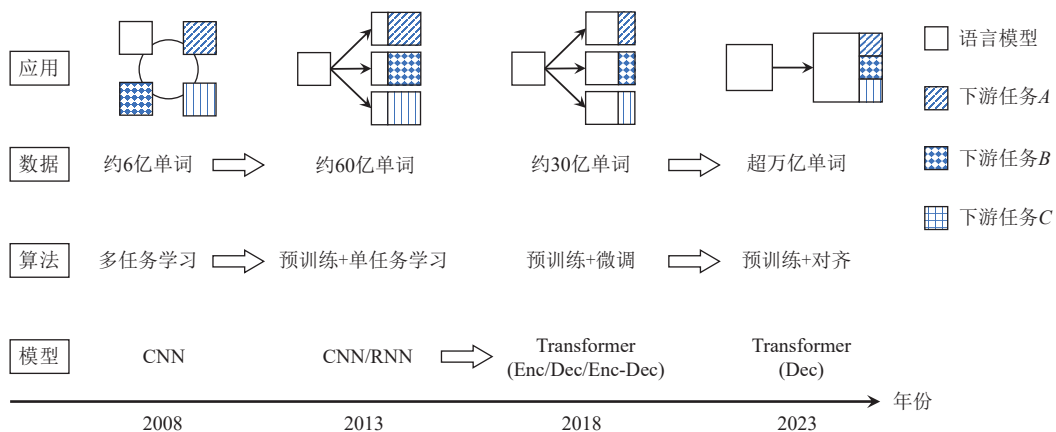 应用
语言模型
下游任务A
下游任务B
下游任务C
数据
约6亿单词
约60亿单词
约30亿单词
超万亿单词
算法
多任务学习
预训练+单任务学习
预训练+微调
预训练+对齐
模型
CNN
CNN/RNN
Transformer
(Enc/Dec/Enc-Dec)
Transformer
(Dec)
年份
2008
2013
2018
2023